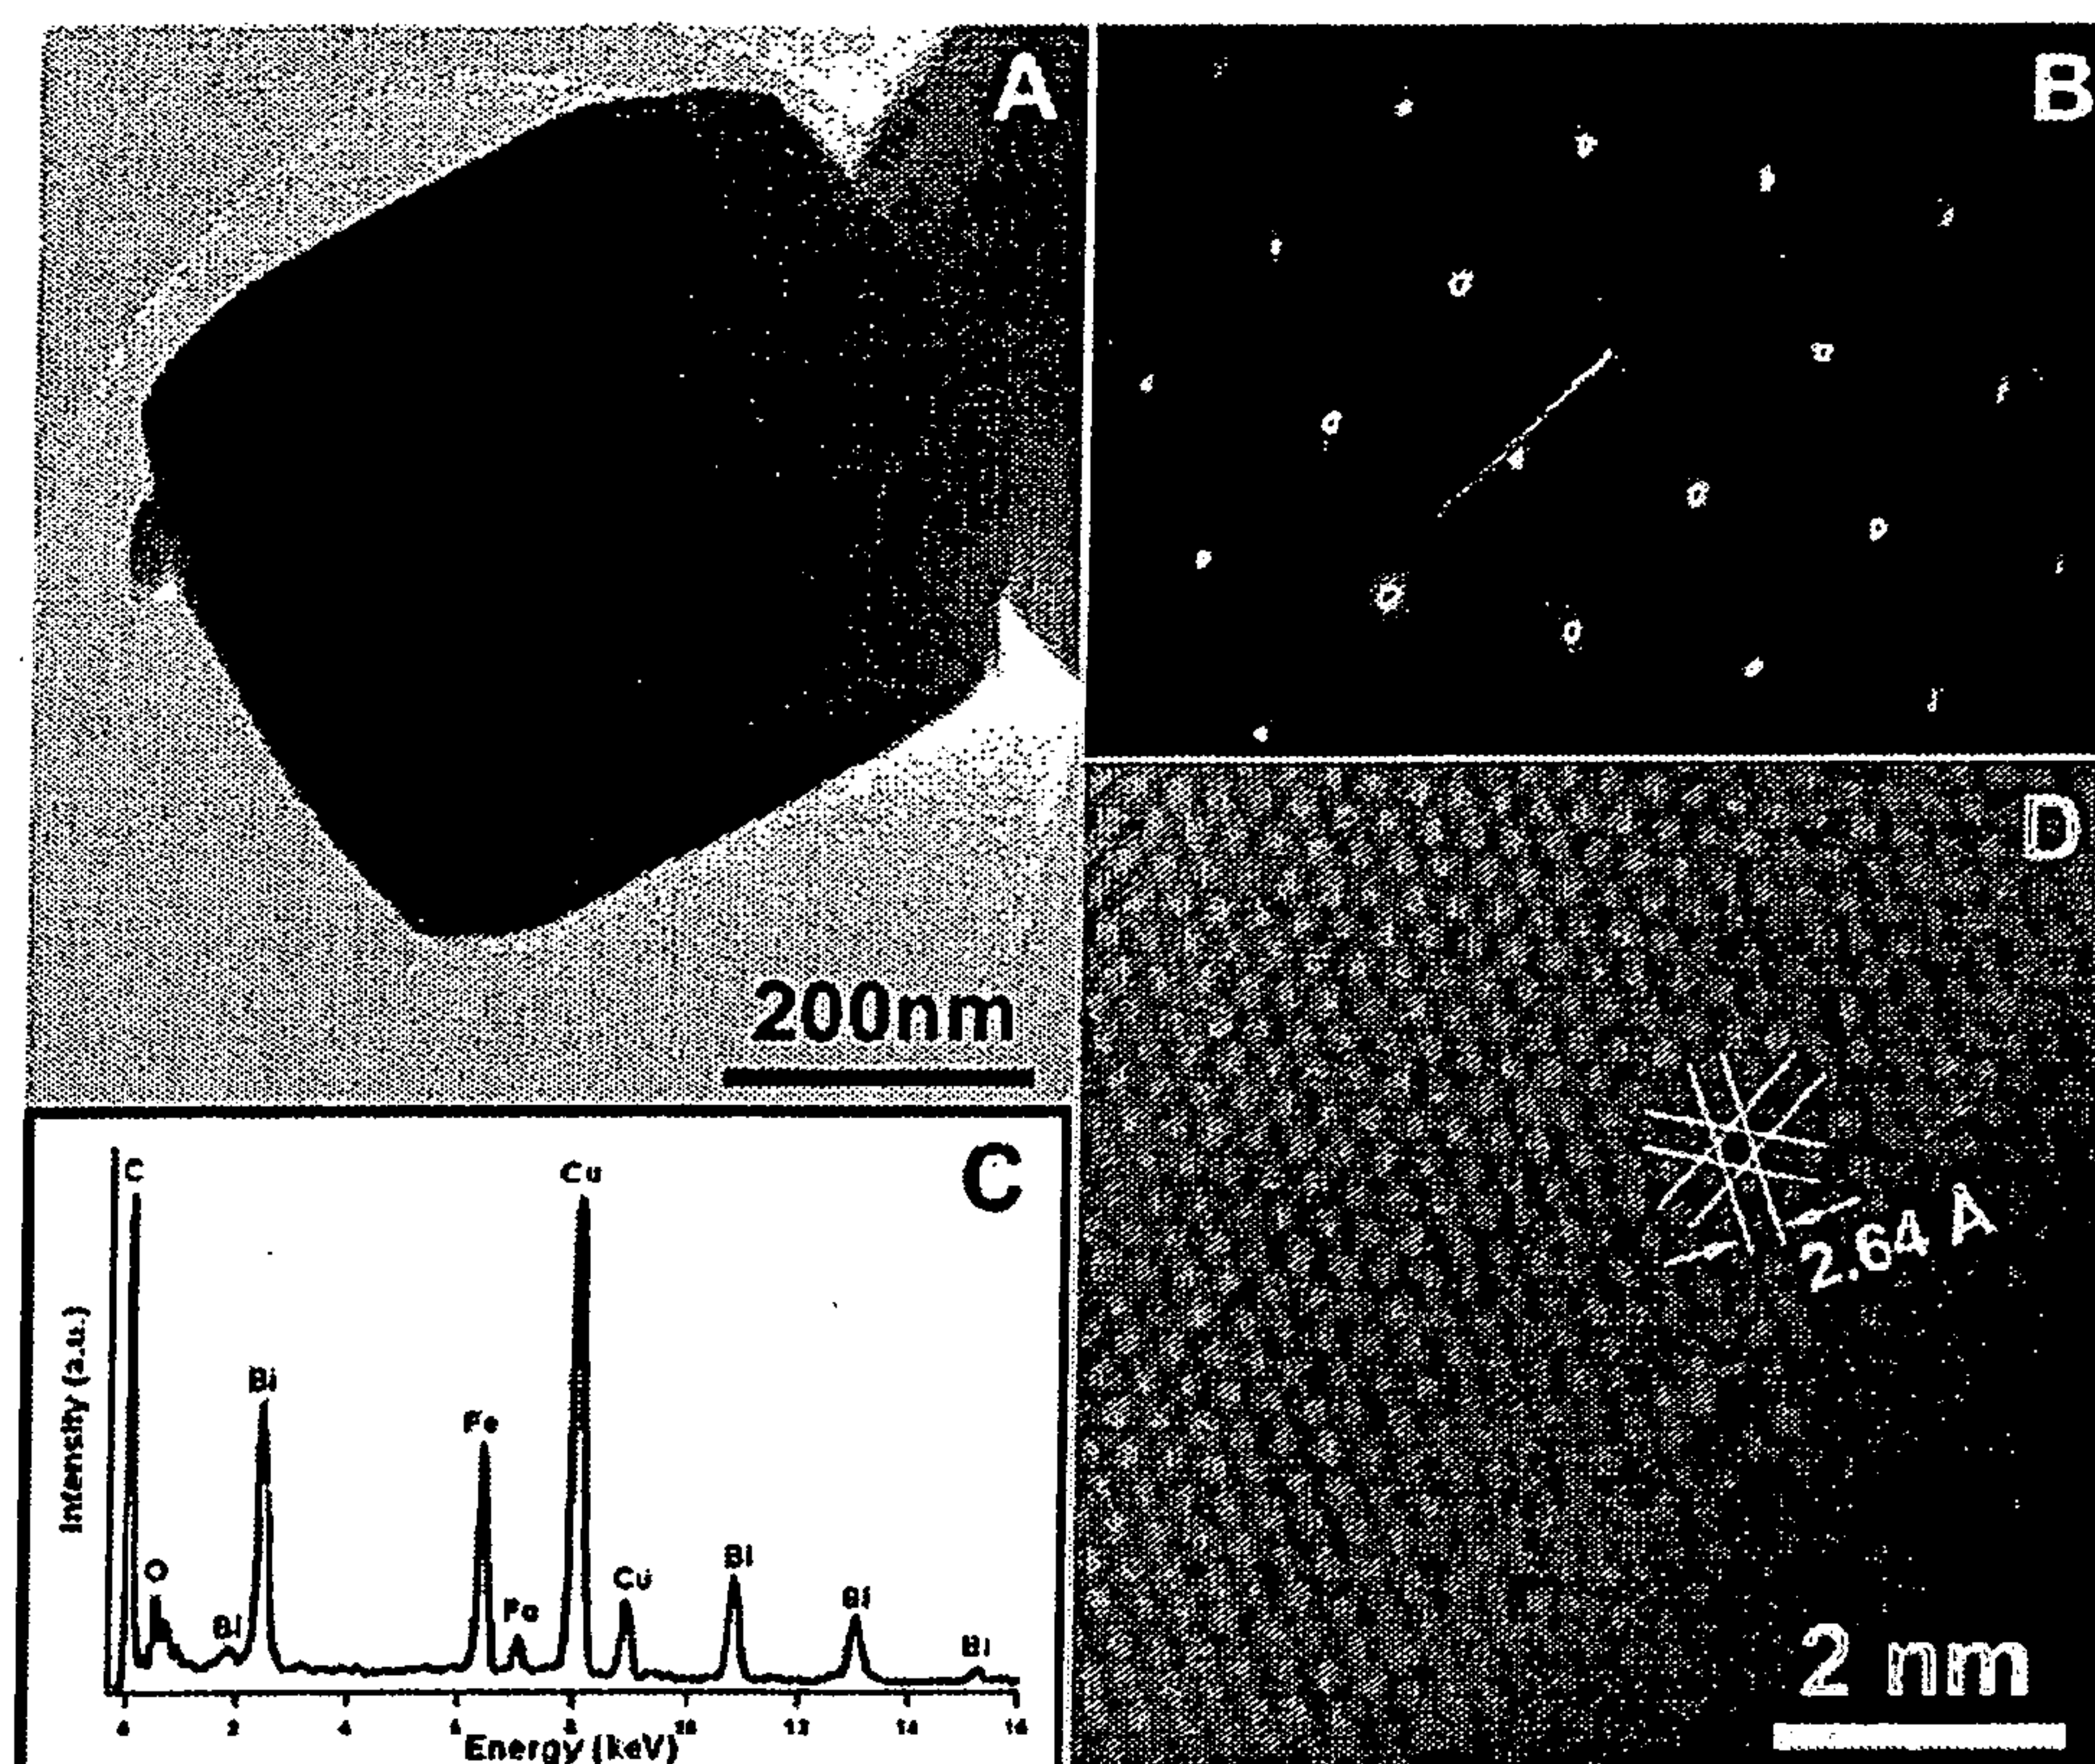 A
200nm
B
C
Intensity (a.u.)
C
O
Bi
Bi
Fe
Fe
Cu
Cu
Bi
Bi
Bi
0 2 4 6 8 10 12 14 16
Energy (keV)
D
2.64 Å
2 nm